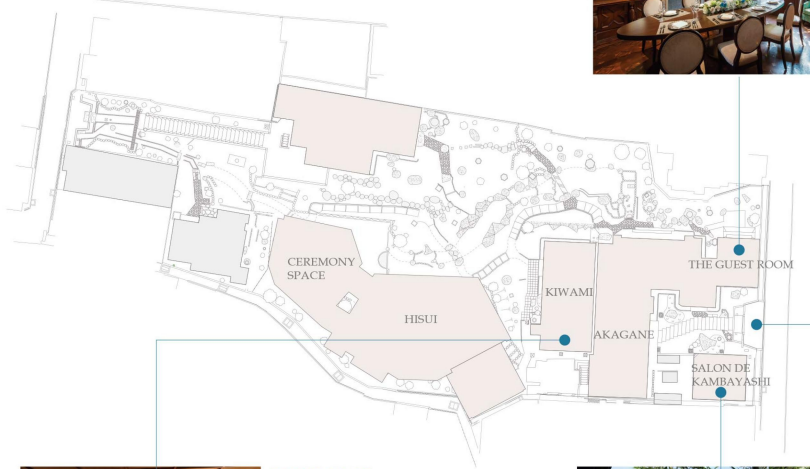 THE GUEST ROOM
CEREMONY
SPACE
KIWAMI
HISUI
AKAGANE
SALON DE
KAMBAYASHI